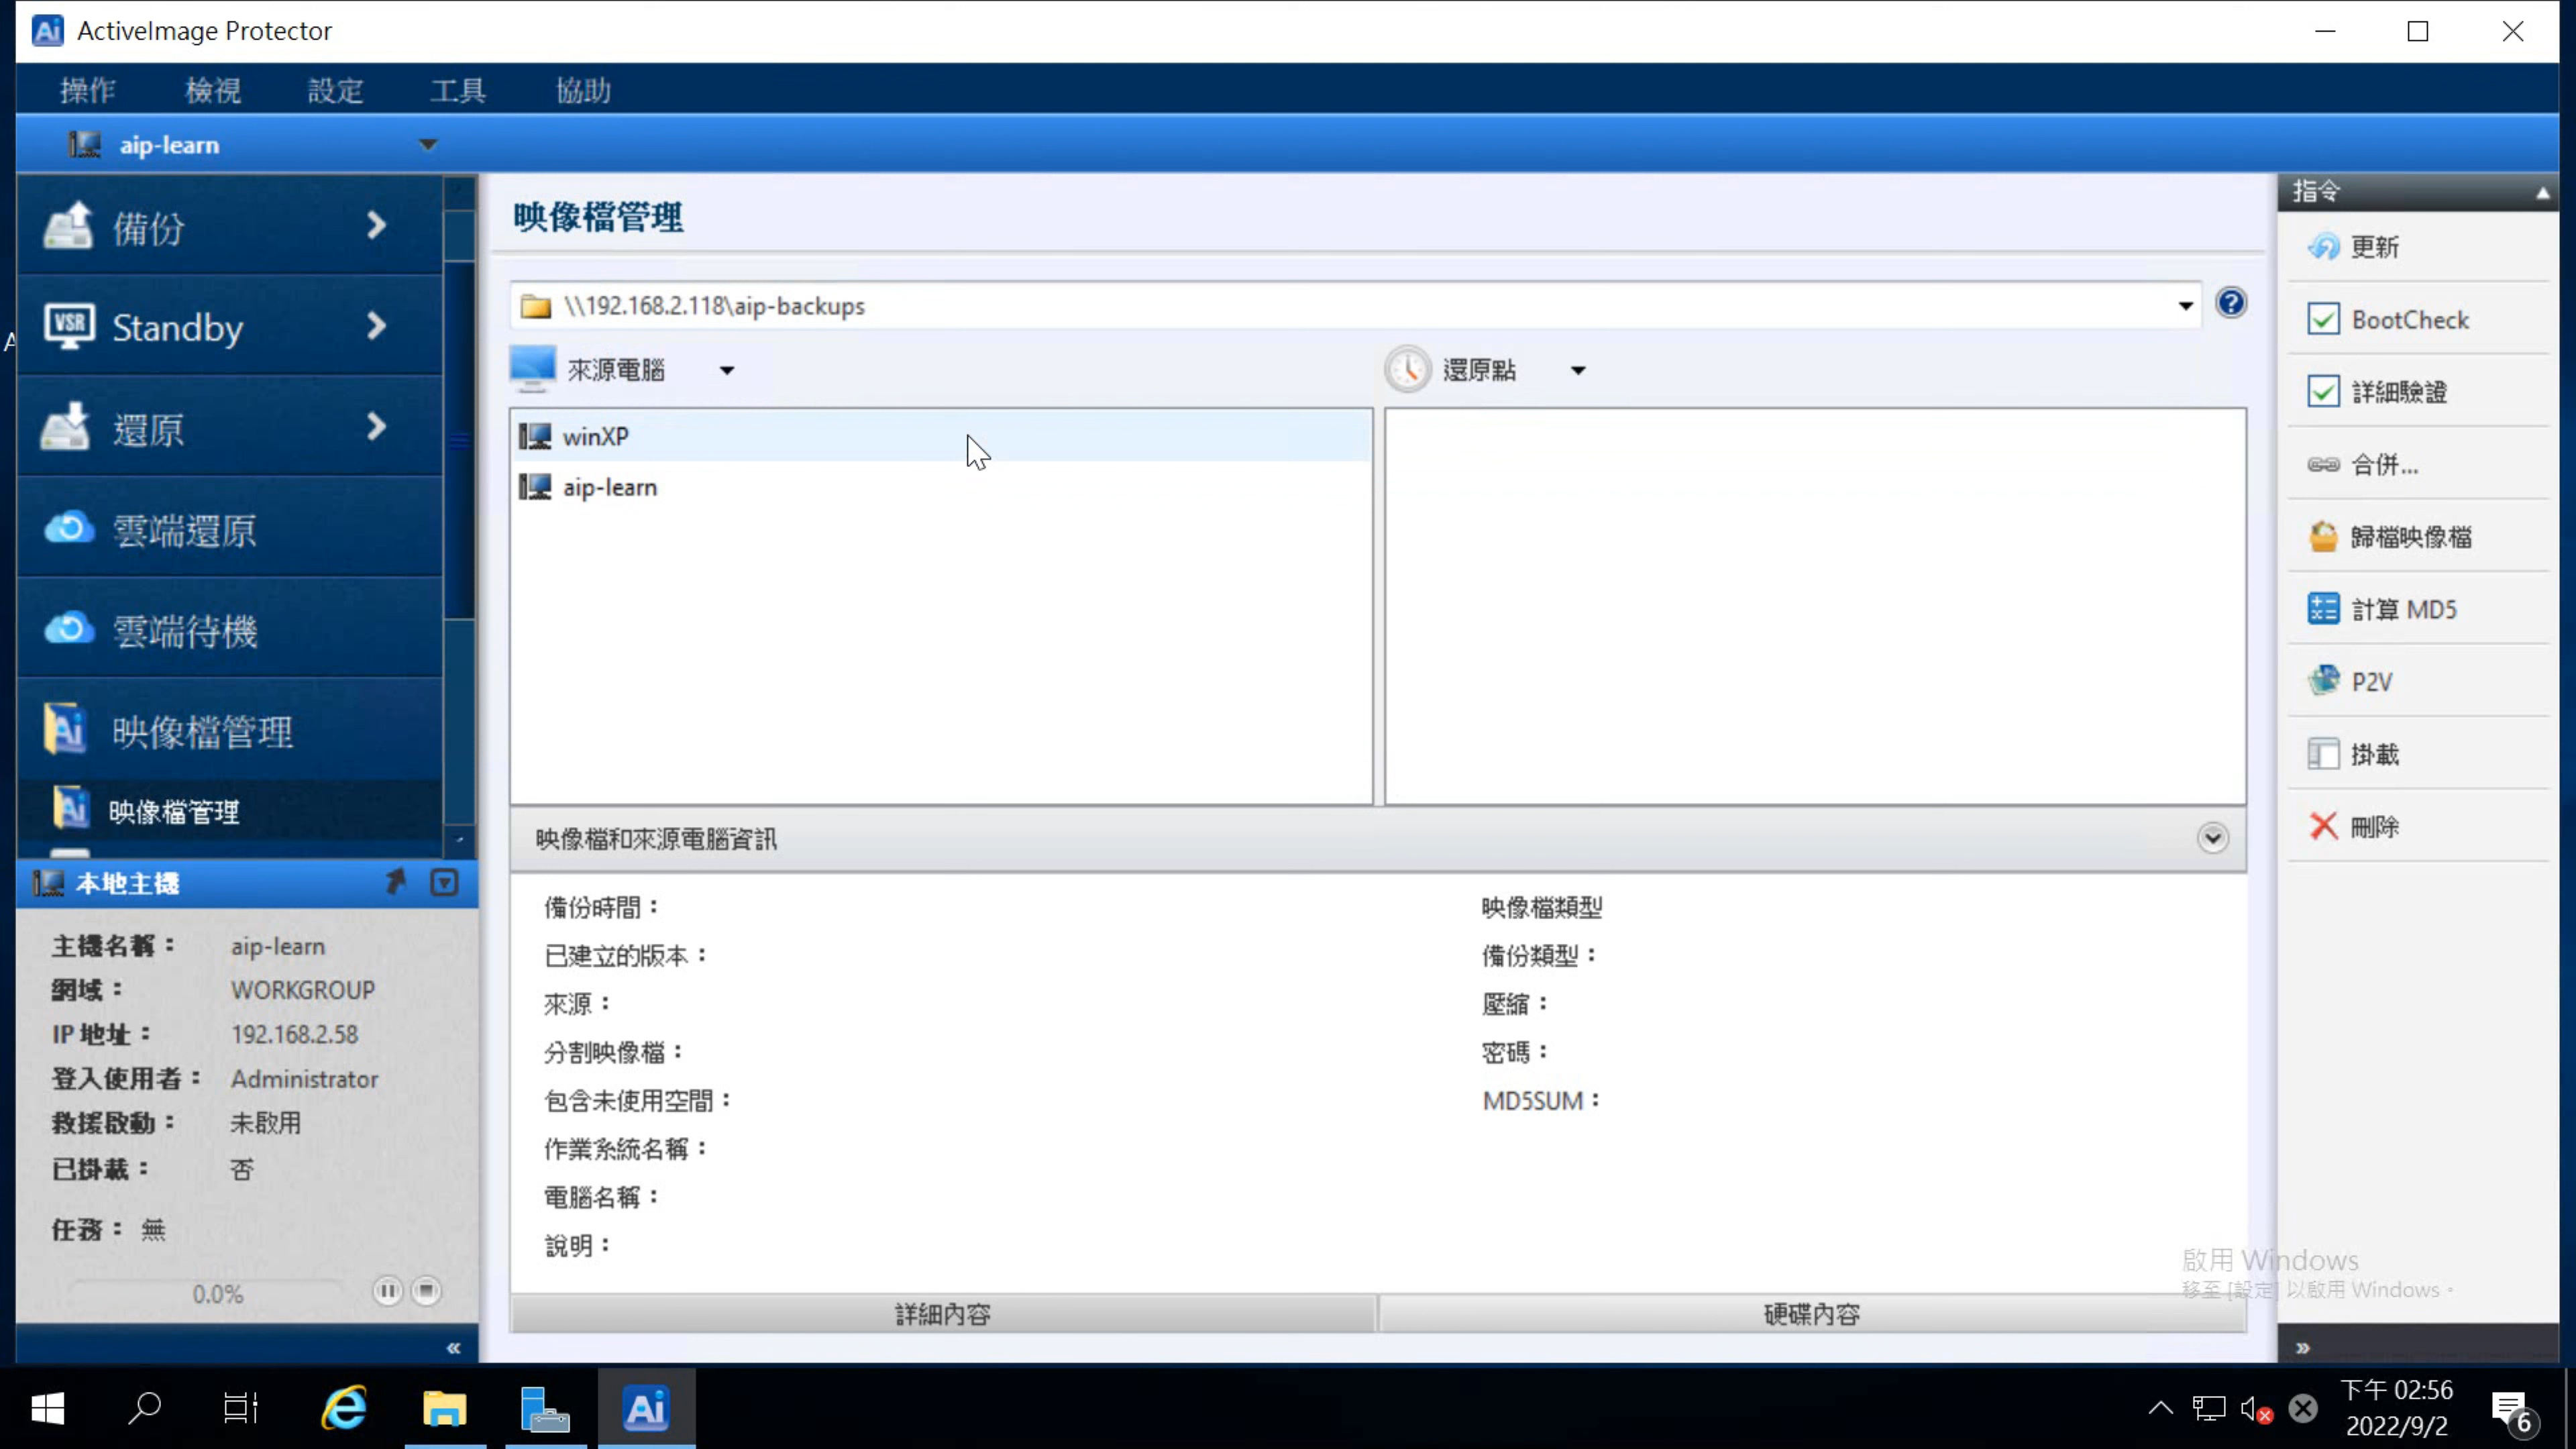 ActiveImage Protector
操作 檢視 設定 工具 協助
aip-learn
備份
Standby
還原
雲端還原
雲端待機
映像檔管理
映像檔管理
本地主機
主機名稱： aip-learn
網域： WORKGROUP
IP 地址： 192.168.2.58
登入使用者： Administrator
救援啟動： 未啟用
已掛載： 否
任務： 無
0.0%
«
映像檔管理
\\192.168.2.118\aip-backups
來源電腦
還原點
winXP
aip-learn
映像檔和來源電腦資訊
備份時間：
已建立的版本：
來源：
分割映像檔：
包含未使用空間：
作業系統名稱：
電腦名稱：
說明：
映像檔類型
備份類型：
壓縮：
密碼：
MD5SUM：
詳細內容
硬碟內容
指令
更新
BootCheck
詳細驗證
合併...
歸檔映像檔
計算 MD5
P2V
掛載
刪除
啟用 Windows
移至 [設定] 以啟用 Windows。
»
下午 02:56
2022/9/2
6